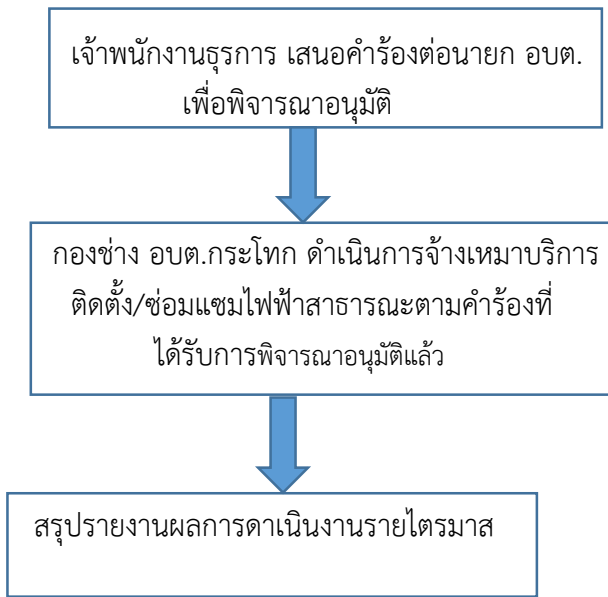 เจ้าพนักงานธุรการ เสนอคำร้องต่อนายก อบต.
เพื่อพิจารณาอนุมัติ
กองช่าง อบต.กระโทก ดำเนินการจ้างเหมาบริการ
ติดตั้ง/ซ่อมแซมไฟฟ้าสาธารณะตามคำร้องที่
ได้รับการพิจารณาอนุมัติแล้ว
สรุปรายงานผลการดาเนินงานรายไตรมาส